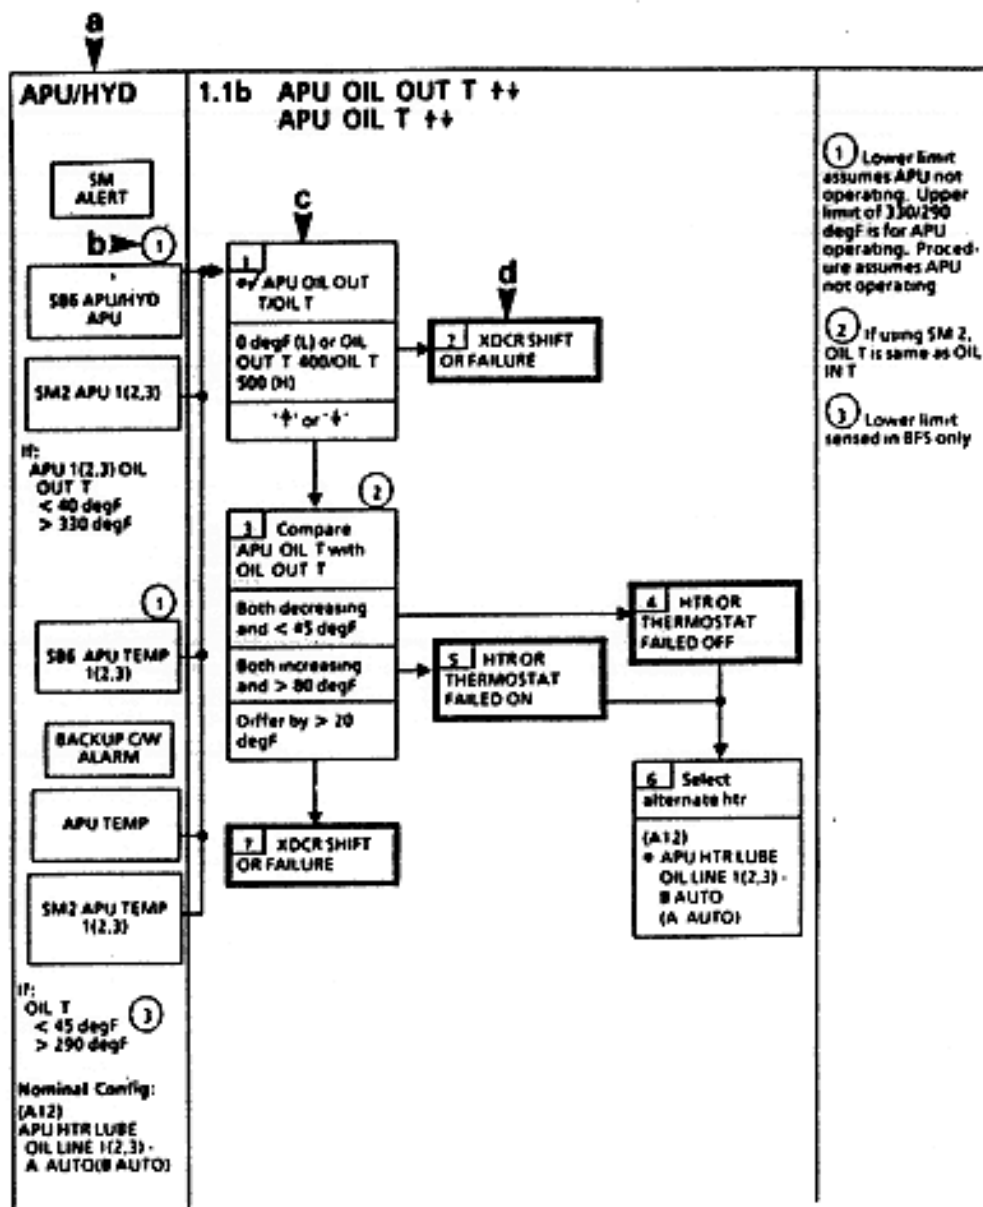 a
APU/HYD
1.1b APU OIL OUT T ↑↓
APU OIL T ↑↓
SM
ALERT
b
1
SB6 APU/HYD
APU
SM2 APU 1(2,3)
If:
APU 1(2,3) OIL
OUT T
< 40 degF
> 330 degF
1
SB6 APU TEMP
1(2,3)
BACKUP C/W
ALARM
APU TEMP
SM2 APU TEMP
1(2,3)
If:
OIL T
< 45 degF
> 290 degF
3
Nominal Config:
(A12)
APU HTR LUBE
OIL LINE 1(2,3) -
A AUTO(B AUTO)
c
1
APU OIL OUT
T/OIL T
0 degF (L) or OIL
OUT T 400/OIL T
500 (H)
"↑" or "↓"
d
2 XDCR SHIFT
OR FAILURE
2
3 Compare
APU OIL T with
OIL OUT T
Both decreasing
and < 45 degF
Both increasing
and > 80 degF
Differ by > 20
degF
4 HTR OR
THERMOSTAT
FAILED OFF
5 HTR OR
THERMOSTAT
FAILED ON
6 Select
alternate htr
(A12)
• APU HTR LUBE
OIL LINE 1(2,3) -
B AUTO
(A AUTO)
7 XDCR SHIFT
OR FAILURE
1 Lower limit
assumes APU not
operating. Upper
limit of 330/290
degF is for APU
operating. Proced-
ure assumes APU
not operating
2 If using SM 2,
OIL T is same as OIL
IN T
3 Lower limit
sensed in BFS only